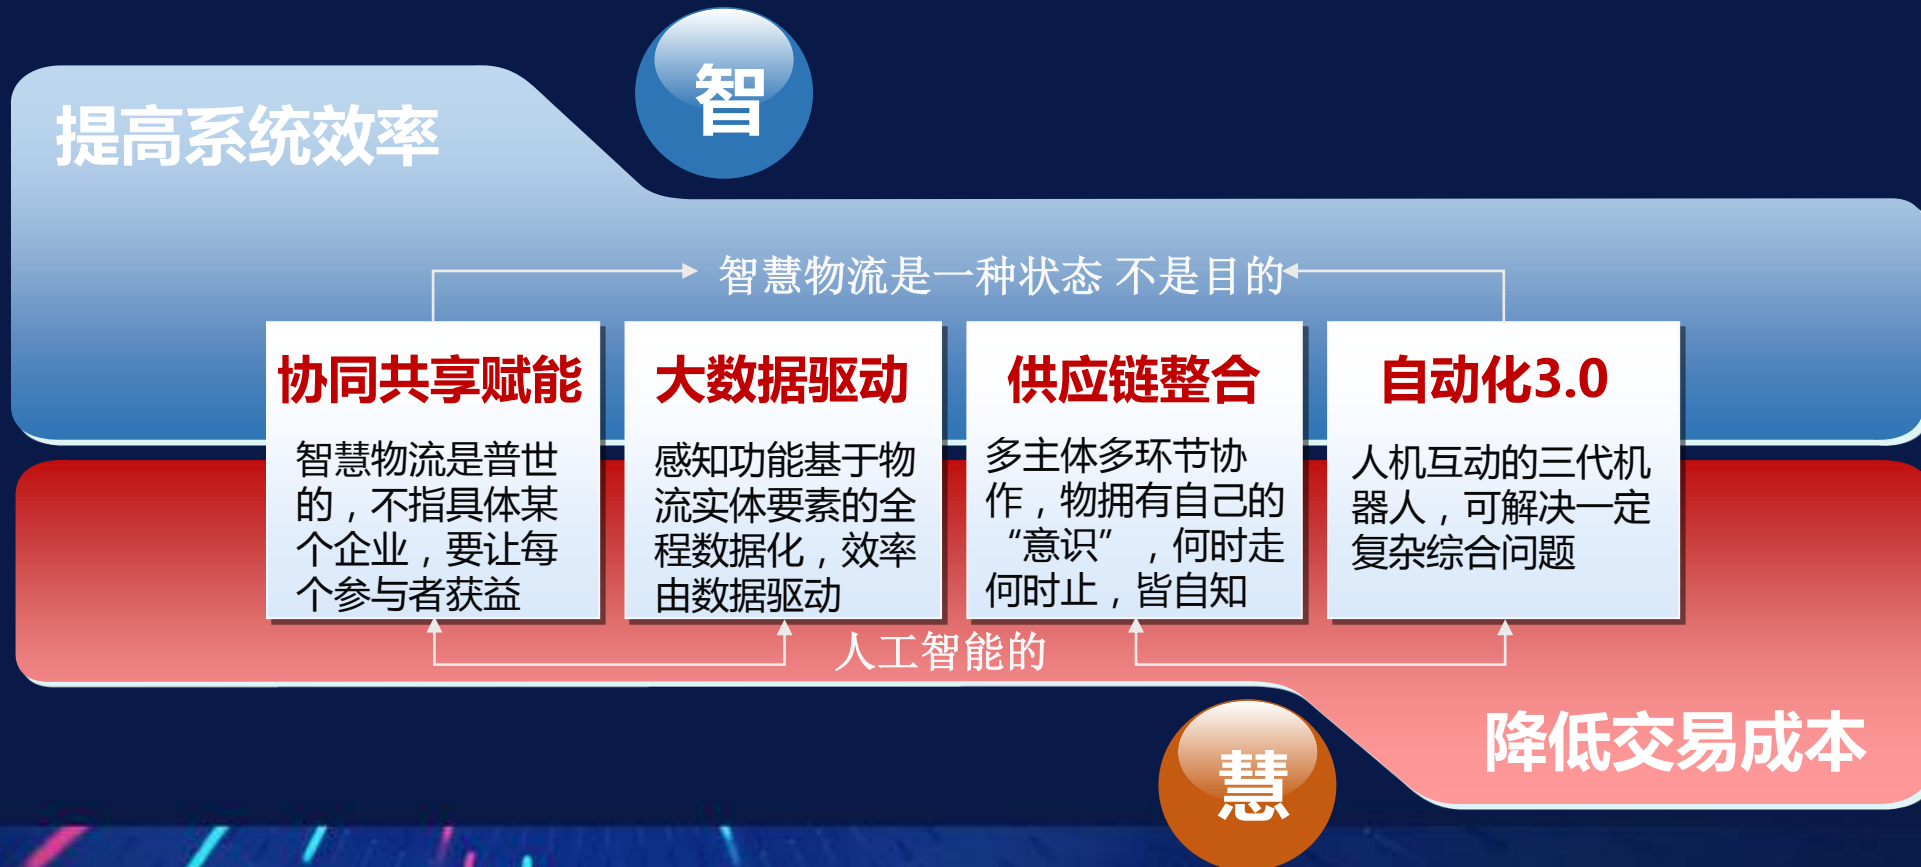 智
提高系统效率
智慧物流是一种状态 不是目的
协同共享赋能
智慧物流是普世
的，不指具体某
个企业，要让每
个参与者获益
大数据驱动
感知功能基于物
流实体要素的全
程数据化，效率
由数据驱动
供应链整合
多主体多环节协
作，物拥有自己的
“意识”，何时走
何时止，皆自知
自动化3.0
人机互动的三代机
器人，可解决一定
复杂综合问题
人工智能的
降低交易成本
慧